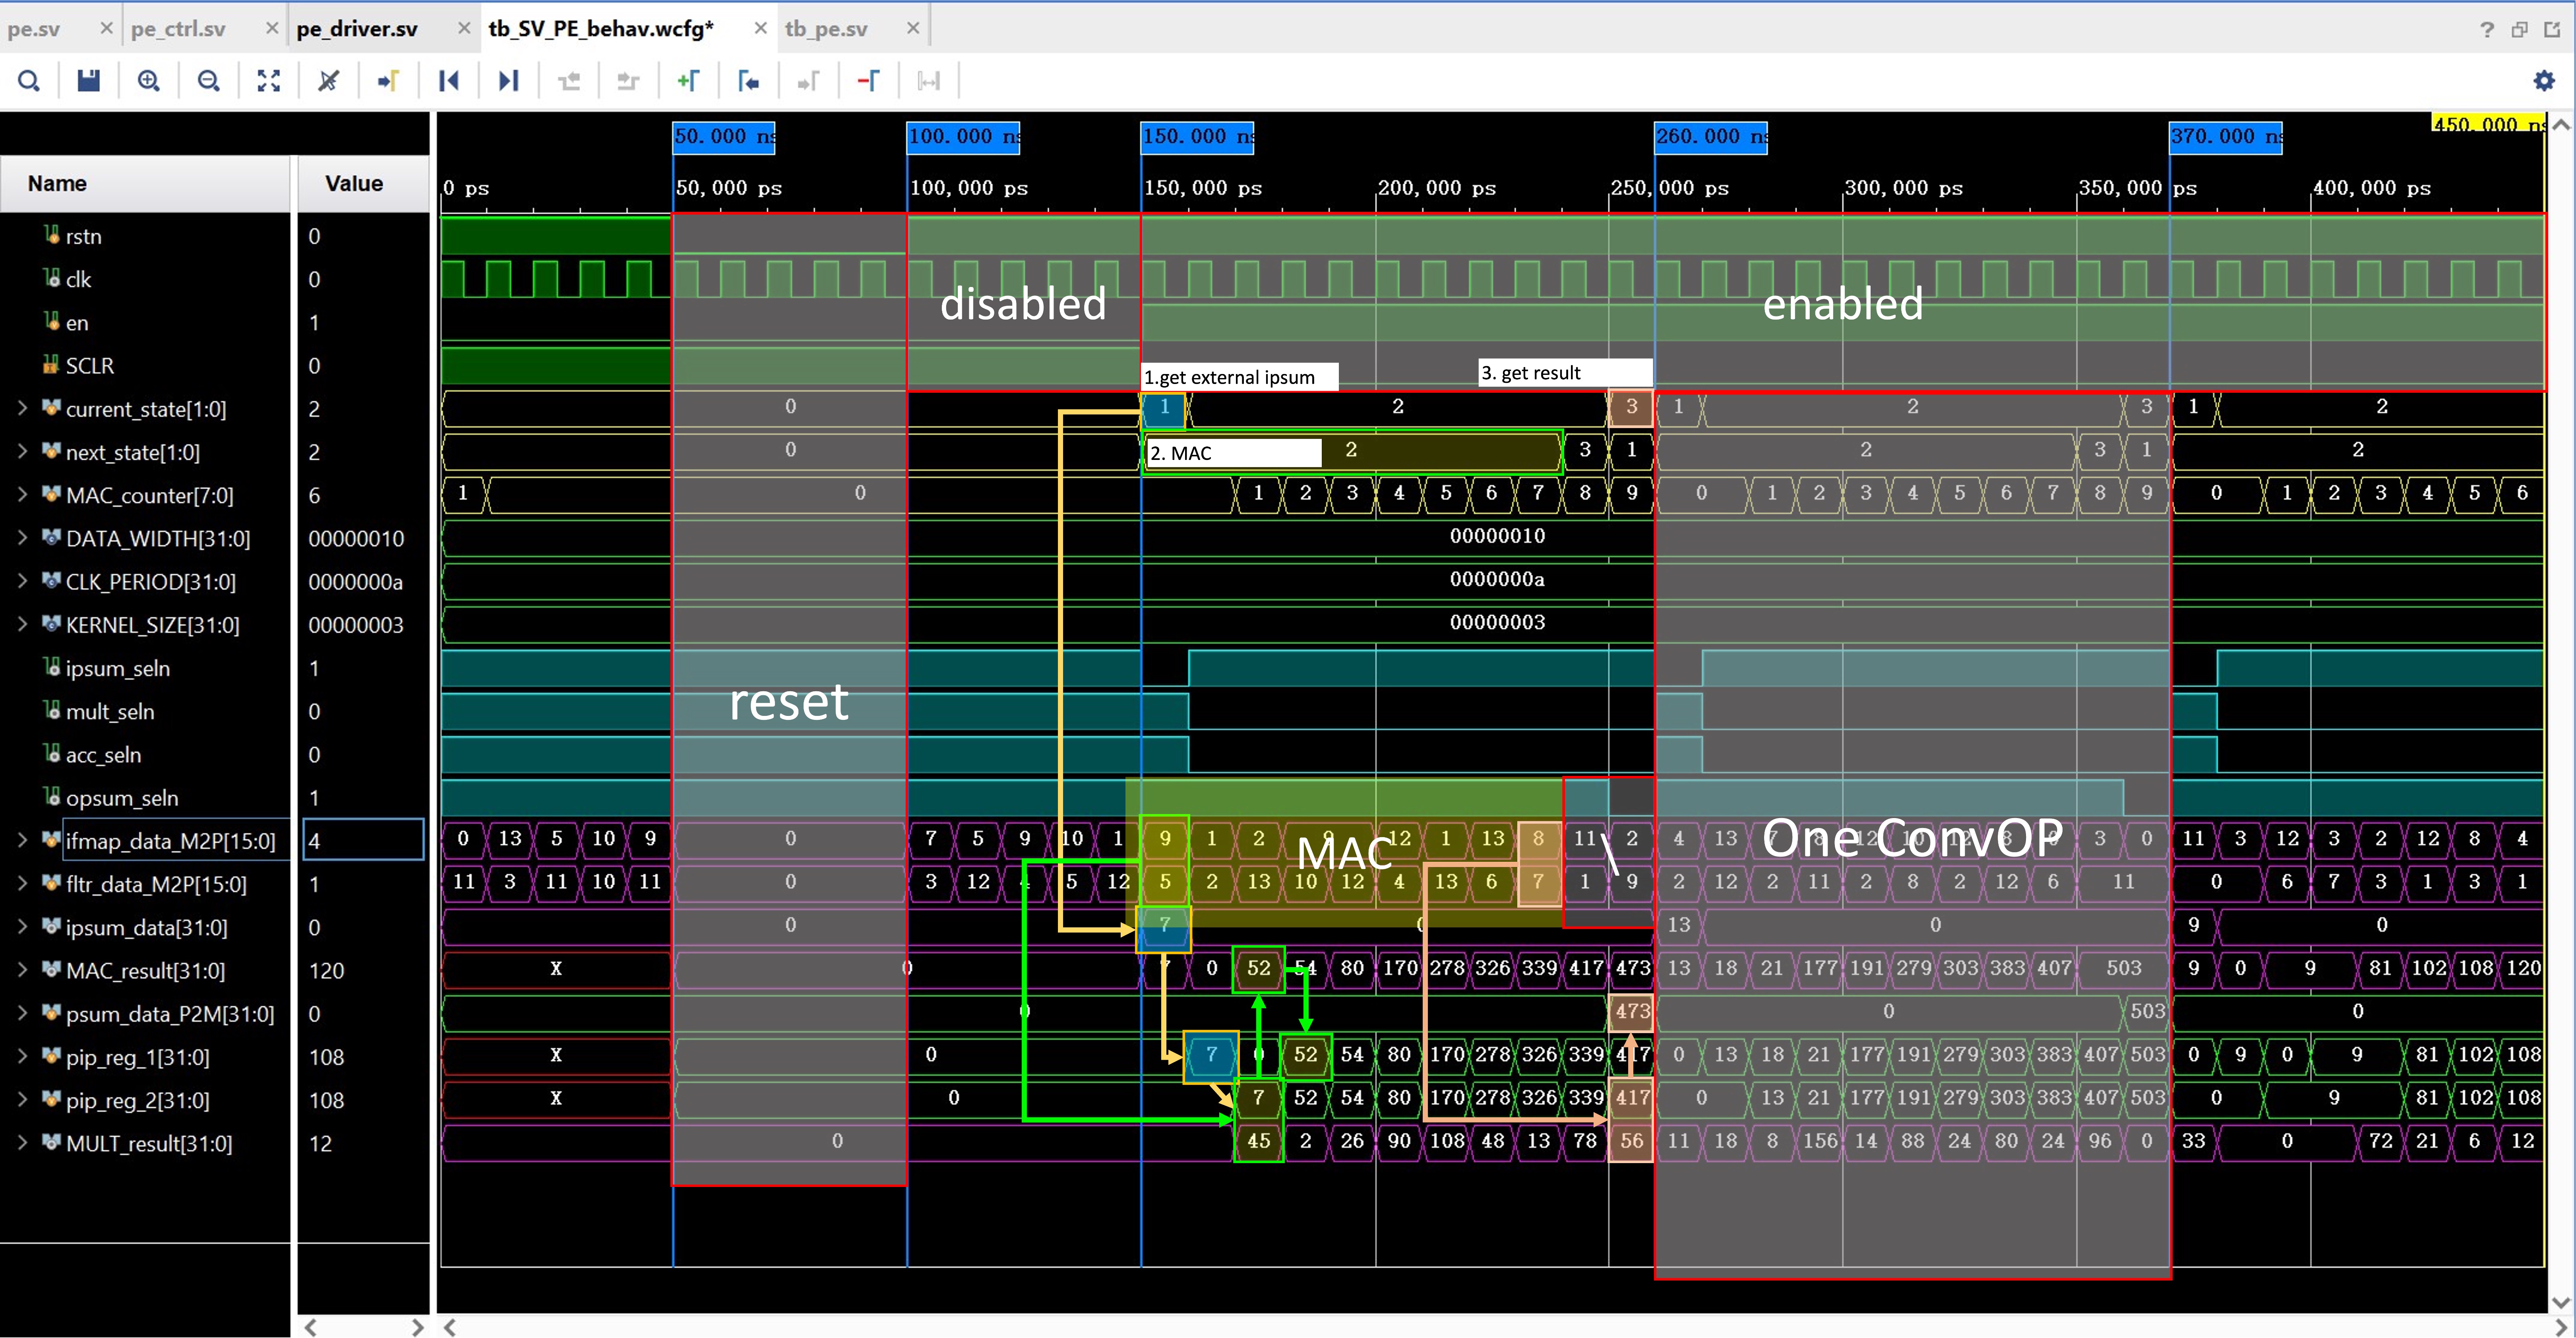 pe.sv × pe_ctrl.sv × pe_driver.sv × tb_SV_PE_behav.wcfg* × tb_pe.sv ×
50.000 ns 100.000 ns 150.000 ns 260.000 ns 370.000 ns 450.000 ns
Name Value 0 ps 50,000 ps 100,000 ps 150,000 ps 200,000 ps 250,000 ps 300,000 ps 350,000 ps 400,000 ps
rstn 0
clk 0
disabled enabled
en 1
SCLR 0
1.get external ipsum 3. get result
current_state[1:0] 2 0 1 2 3 1 2 3 1 2
next_state[1:0] 2 0 2. MAC 2 3 1 2 3 1 2
MAC_counter[7:0] 6 1 0 1 2 3 4 5 6 7 8 9 0 1 2 3 4 5 6 7 8 9 0 1 2 3 4 5 6
DATA_WIDTH[31:0] 00000010 00000010
CLK_PERIOD[31:0] 0000000a 0000000a
KERNEL_SIZE[31:0] 00000003 00000003
ipsum_seln 1
reset
mult_seln 0
acc_seln 0
opsum_seln 1
MAC \ One ConvOP
ifmap_data_M2P[15:0] 4 0 13 5 10 9 0 7 5 9 10 1 9 1 2 9 12 1 13 8 11 2 4 13 7 8 12 3 0 11 3 12 3 2 12 8 4
fltr_data_M2P[15:0] 1 11 3 11 10 11 0 3 12 4 5 12 5 2 13 10 12 4 13 6 7 1 9 2 12 2 11 2 8 2 12 6 11 0 6 7 3 1 3 1
ipsum_data[31:0] 0 0 7 0 13 0 9 0
MAC_result[31:0] 120 X 0 7 0 52 54 80 170 278 326 339 417 473 13 18 21 177 191 279 303 383 407 503 9 0 9 81 102 108 120
psum_data_P2M[31:0] 0 0 473 0 503 0
pip_reg_1[31:0] 108 X 0 7 0 52 54 80 170 278 326 339 417 0 13 18 21 177 191 279 303 383 407 503 0 9 0 9 81 102 108
pip_reg_2[31:0] 108 X 0 7 52 54 80 170 278 326 339 417 0 13 21 177 191 279 303 383 407 503 0 9 81 102 108
MULT_result[31:0] 12 0 45 2 26 90 108 48 13 78 56 11 18 8 156 14 88 24 80 24 96 0 33 0 72 21 6 12